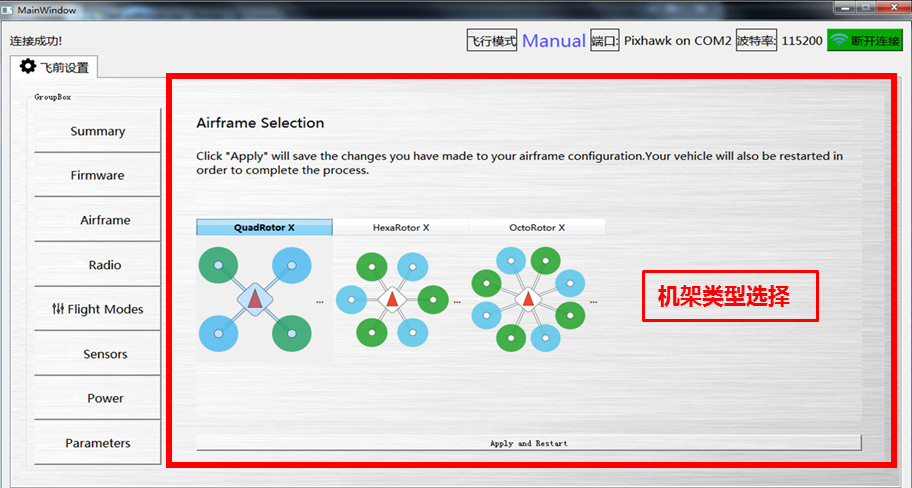 MainWindow
连接成功!
飞行模式 Manual 端口: Pixhawk on COM2 波特率: 115200 断开连接
飞前设置
GroupBox
Summary
Firmware
Airframe
Radio
Flight Modes
Sensors
Power
Parameters
Airframe Selection
Click "Apply" will save the changes you have made to your airframe configuration.Your vehicle will also be restarted in
order to complete the process.
QuadRotor X HexaRotor X OctoRotor X
... ... ...
机架类型选择
Apply and Restart